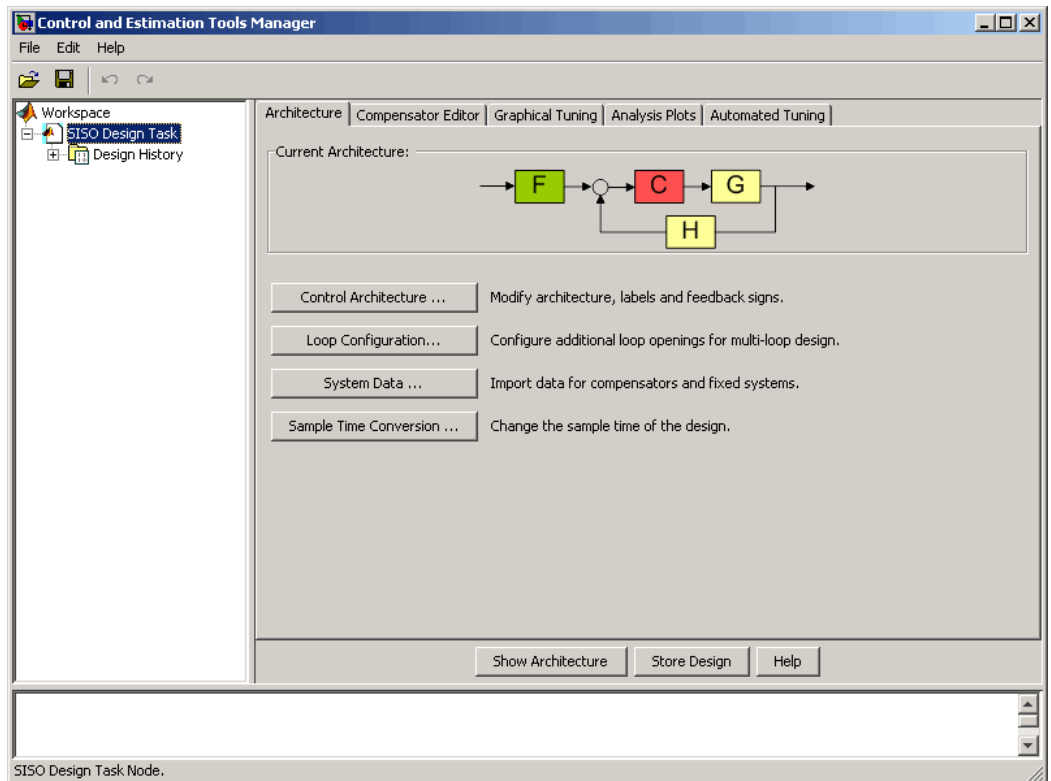 Control and Estimation Tools Manager
File Edit Help
Workspace
SISO Design Task
Design History
Architecture Compensator Editor Graphical Tuning Analysis Plots Automated Tuning
Current Architecture:
F C G
H
Control Architecture ... Modify architecture, labels and feedback signs.
Loop Configuration... Configure additional loop openings for multi-loop design.
System Data ... Import data for compensators and fixed systems.
Sample Time Conversion ... Change the sample time of the design.
Show Architecture Store Design Help
SISO Design Task Node.